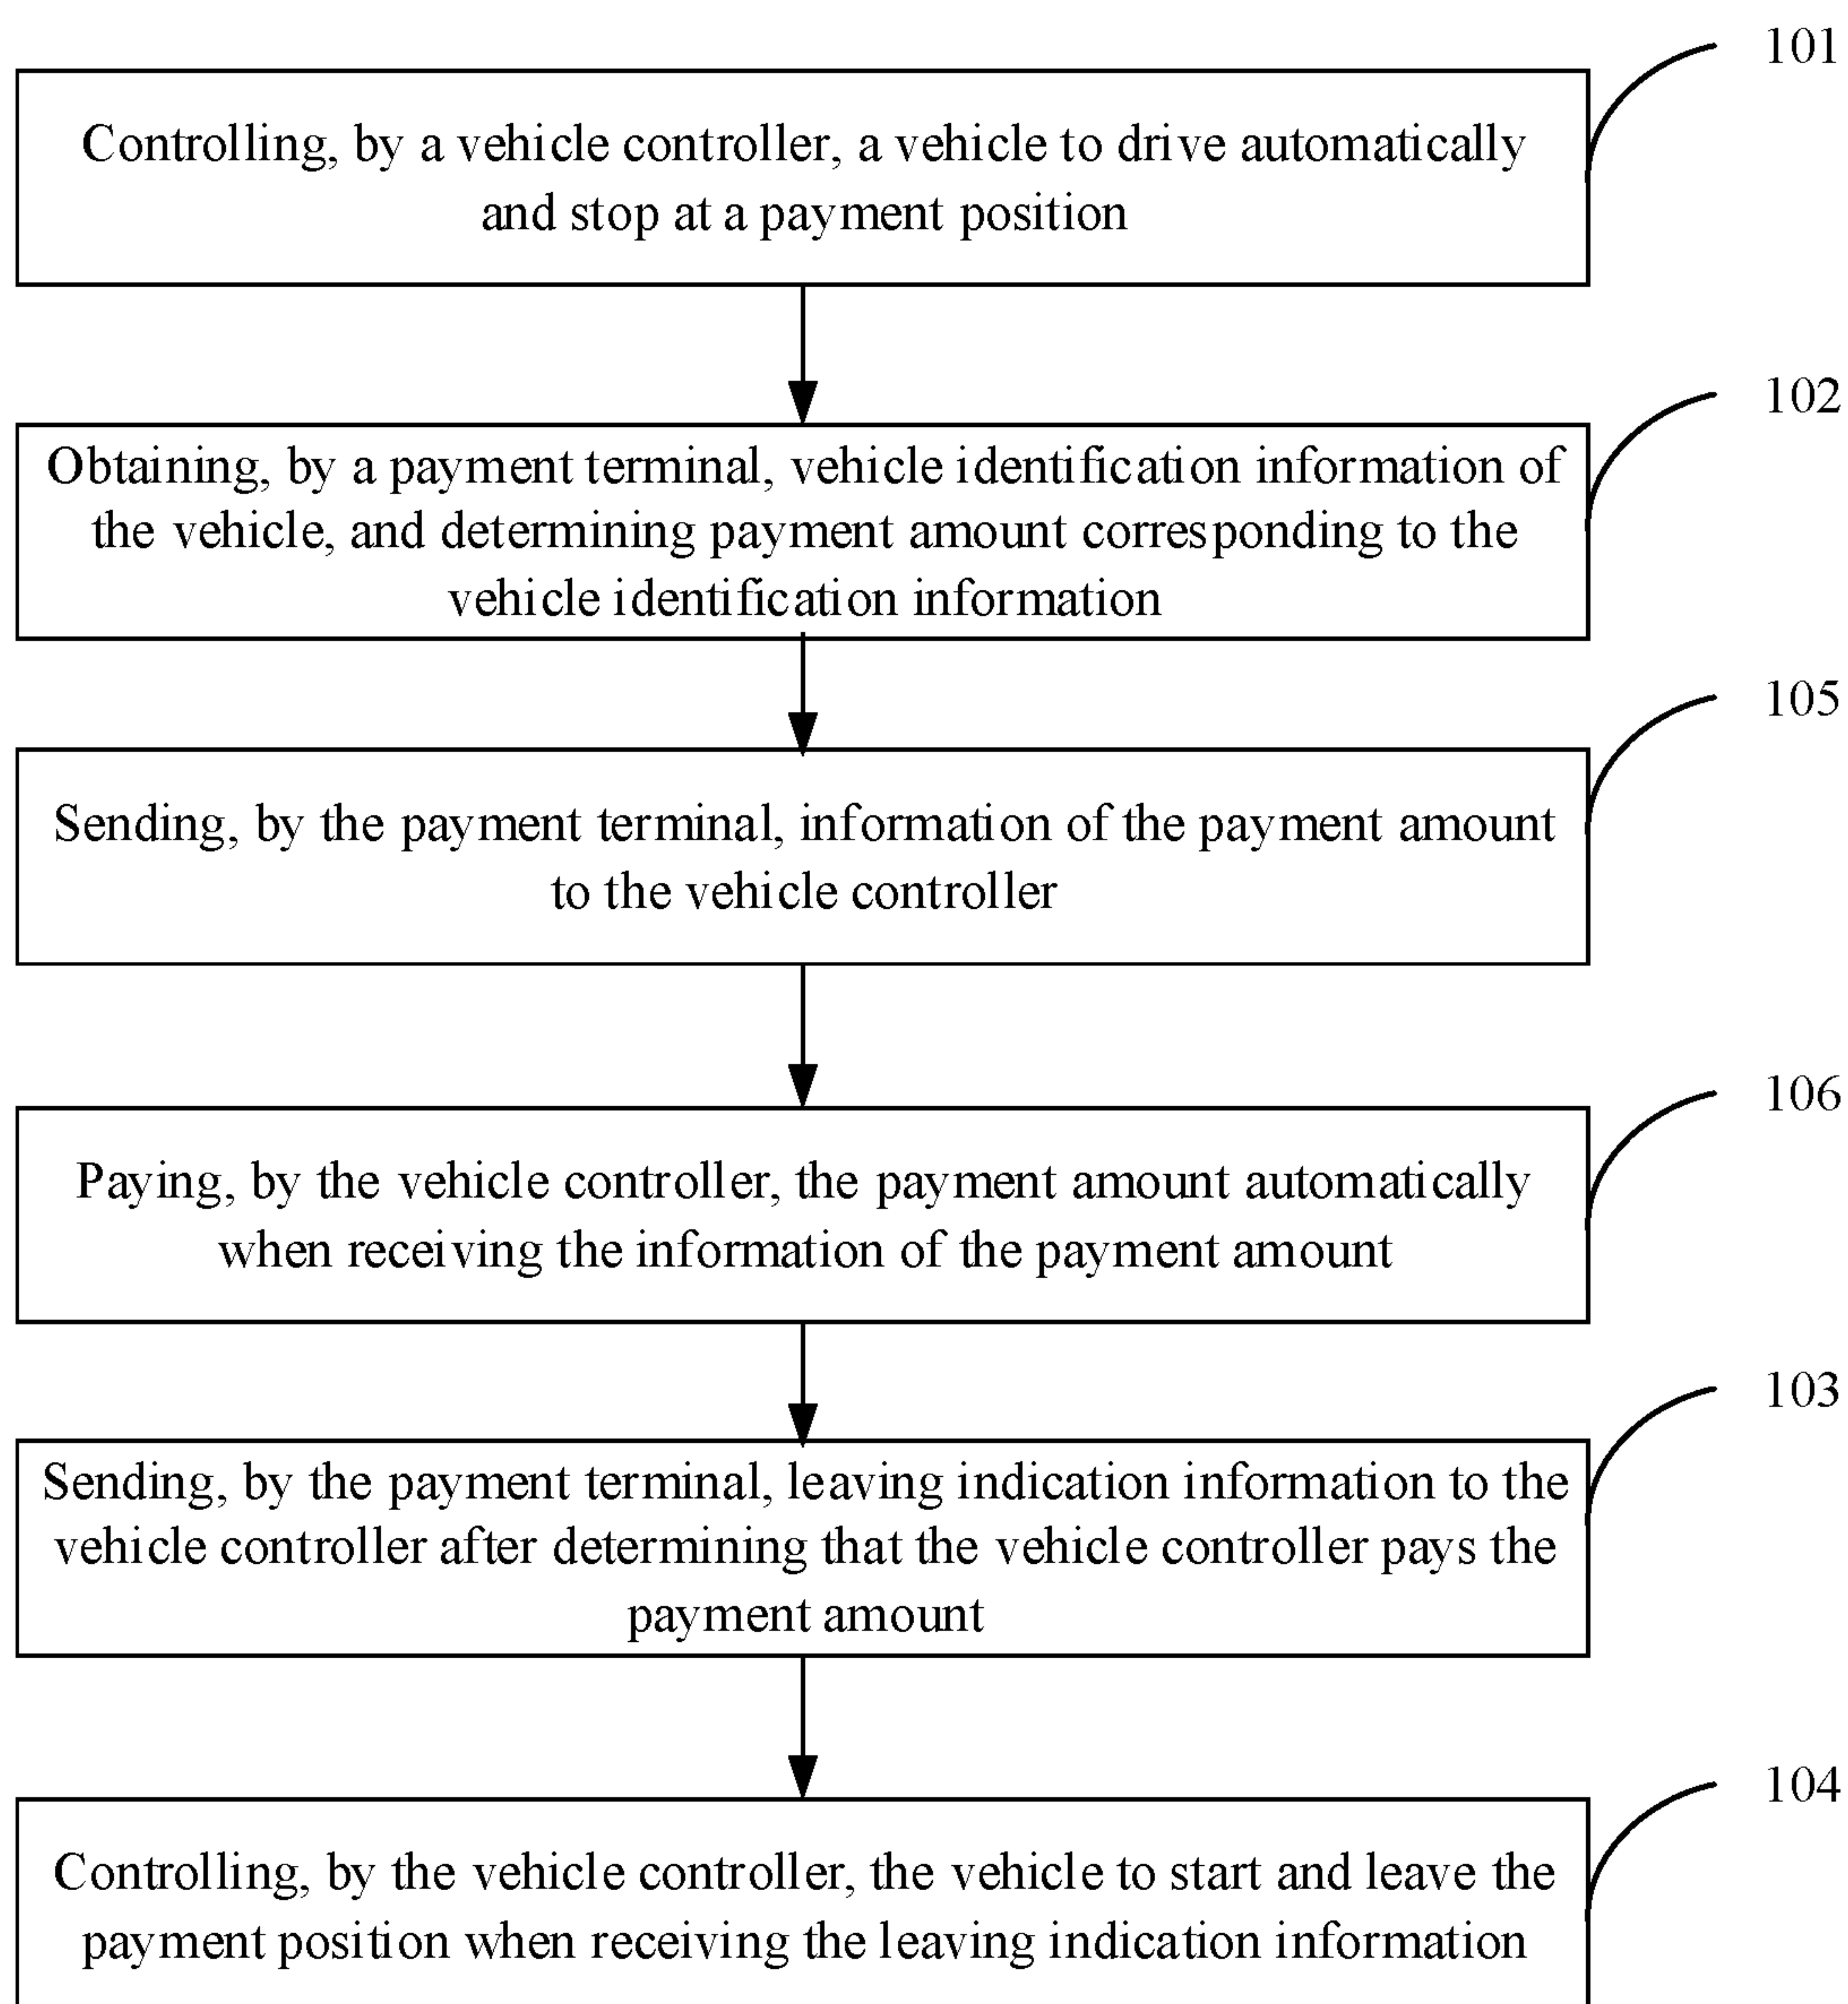 101
Controlling, by a vehicle controller, a vehicle to drive automatically
and stop at a payment position
102
Obtaining, by a payment terminal, vehicle identification information of
the vehicle, and determining payment amount corresponding to the
vehicle identification information
105
Sending, by the payment terminal, information of the payment amount
to the vehicle controller
106
Paying, by the vehicle controller, the payment amount automatically
when receiving the information of the payment amount
103
Sending, by the payment terminal, leaving indication information to the
vehicle controller after determining that the vehicle controller pays the
payment amount
104
Controlling, by the vehicle controller, the vehicle to start and leave the
payment position when receiving the leaving indication information